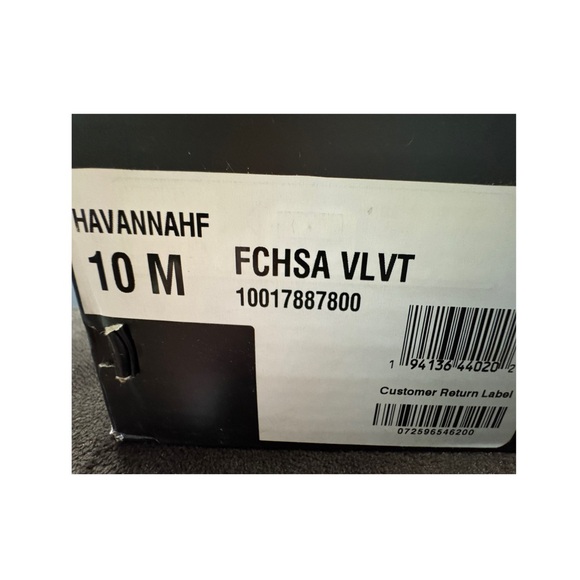 HAVANNAHF
10 M
FCHSA VLVT
10017887800
1 94136 44020 2
Customer Return Label
072596546200